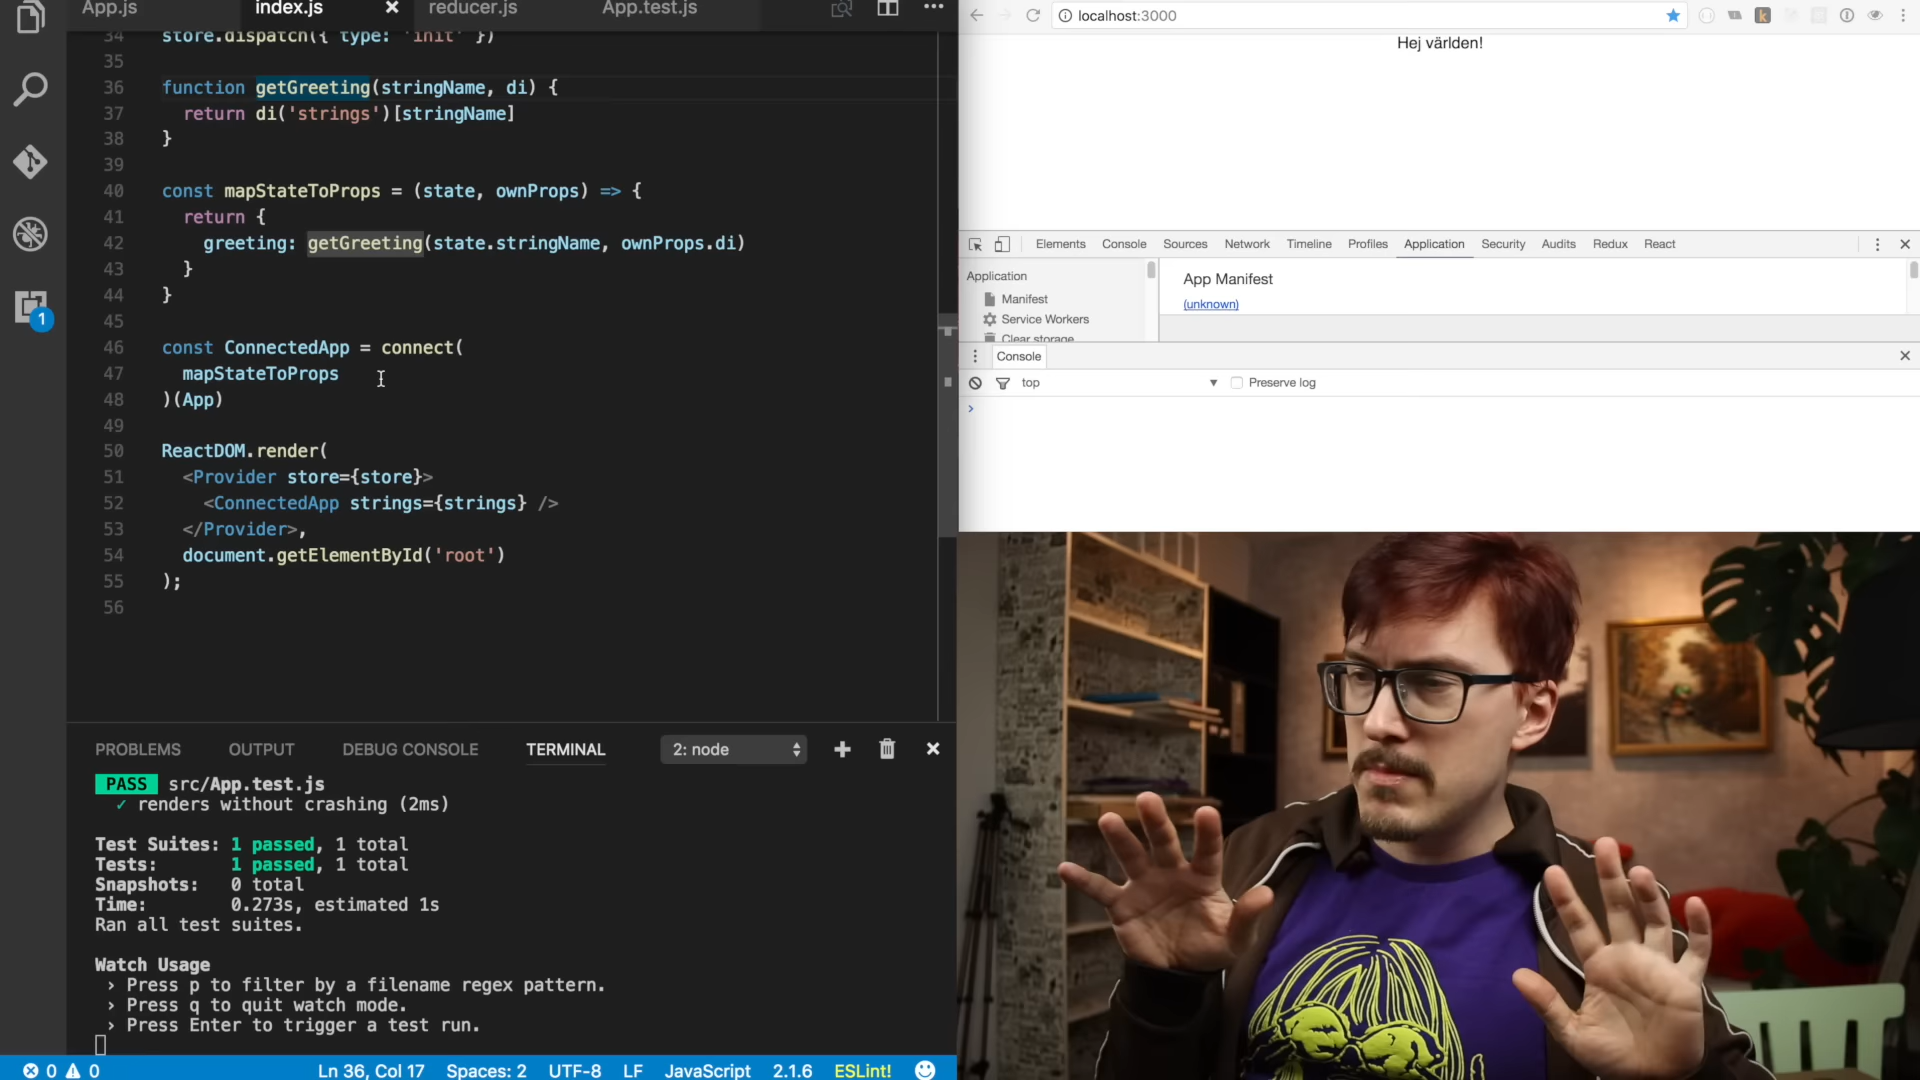 App.js index.js reducer.js App.test.js
34 store.dispatch({ type: 'init' })
35
36 function getGreeting(stringName, di) {
37 return di('strings')[stringName]
38 }
39
40 const mapStateToProps = (state, ownProps) => {
41 return {
42 greeting: getGreeting(state.stringName, ownProps.di)
43 }
44 }
45
46 const ConnectedApp = connect(
47 mapStateToProps
48 )(App)
49
50 ReactDOM.render(
51 <Provider store={store}>
52 <ConnectedApp strings={strings} />
53 </Provider>,
54 document.getElementById('root')
55 );
56
1
PROBLEMS OUTPUT DEBUG CONSOLE TERMINAL 2: node
PASS src/App.test.js
✓ renders without crashing (2ms)
Test Suites: 1 passed, 1 total
Tests: 1 passed, 1 total
Snapshots: 0 total
Time: 0.273s, estimated 1s
Ran all test suites.
Watch Usage
› Press p to filter by a filename regex pattern.
› Press q to quit watch mode.
› Press Enter to trigger a test run.
0 0 Ln 36, Col 17 Spaces: 2 UTF-8 LF JavaScript 2.1.6 ESLint!
localhost:3000
Hej världen!
Elements Console Sources Network Timeline Profiles Application Security Audits Redux React
Application
Manifest
Service Workers
Clear storage
App Manifest
(unknown)
Console
top Preserve log